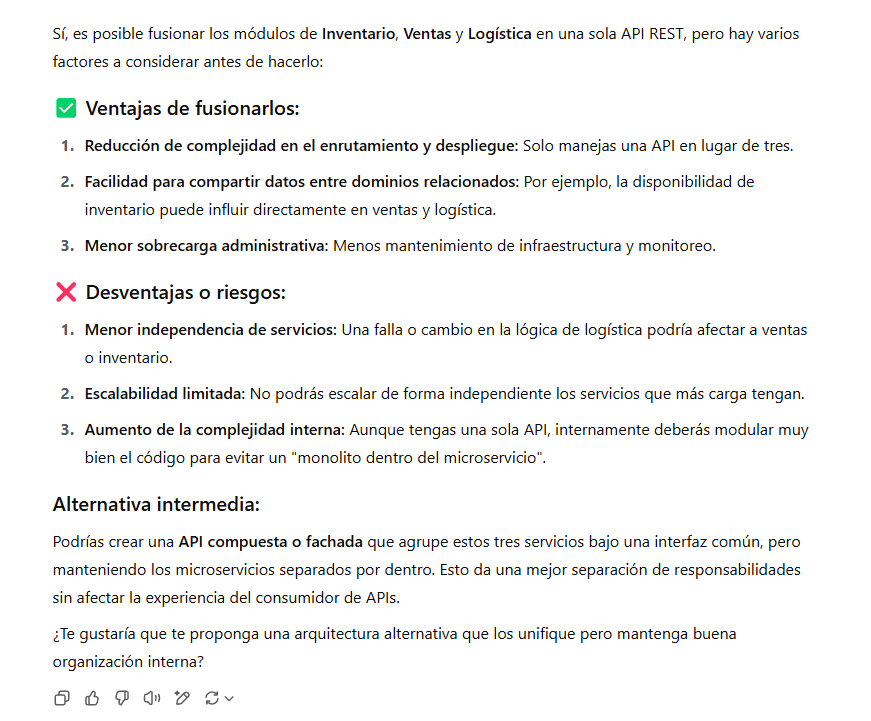 Sí, es posible fusionar los módulos de Inventario, Ventas y Logística en una sola API REST, pero hay varios
factores a considerar antes de hacerlo:
✅ Ventajas de fusionarlos:
1. Reducción de complejidad en el enrutamiento y despliegue: Solo manejas una API en lugar de tres.
2. Facilidad para compartir datos entre dominios relacionados: Por ejemplo, la disponibilidad de
inventario puede influir directamente en ventas y logística.
3. Menor sobrecarga administrativa: Menos mantenimiento de infraestructura y monitoreo.
❌ Desventajas o riesgos:
1. Menor independencia de servicios: Una falla o cambio en la lógica de logística podría afectar a ventas
o inventario.
2. Escalabilidad limitada: No podrás escalar de forma independiente los servicios que más carga tengan.
3. Aumento de la complejidad interna: Aunque tengas una sola API, internamente deberás modular muy
bien el código para evitar un "monolito dentro del microservicio".
Alternativa intermedia:
Podrías crear una API compuesta o fachada que agrupe estos tres servicios bajo una interfaz común, pero
manteniendo los microservicios separados por dentro. Esto da una mejor separación de responsabilidades
sin afectar la experiencia del consumidor de APIs.
¿Te gustaría que te proponga una arquitectura alternativa que los unifique pero mantenga buena
organización interna?